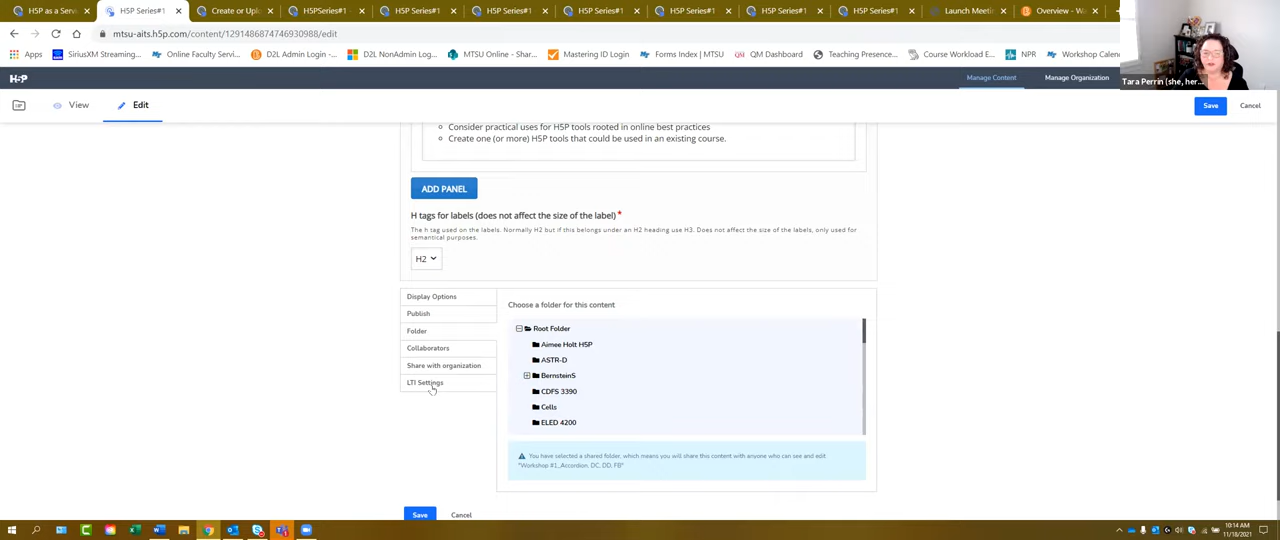 H5P as a Serv
H5P Series#1
Create or Uplo
H5PSeries#1
H5P Series#1
H5P Series#1
H5P Series#1
H5P Series#1
H5P Series#1
H5P Series#1
Launch Meeti
Overview - W
mtsu-aits.h5p.com/content/1291486874746930988/edit
Apps
SiriusXM Streaming...
Online Faculty Servi...
D2L Admin Login -...
D2L NonAdmin Log...
MTSU Online - Shar...
Mastering ID Login
Forms Index | MTSU
QM Dashboard
Teaching Presence...
Course Workload E...
NPR
Workshop Calend
Tara Perrin (she, her...
H5P
Manage Content
Manage Organization
View
Edit
Save
Cancel
Consider practical uses for H5P tools rooted in online best practices
Create one (or more) H5P tools that could be used in an existing course.
ADD PANEL
H tags for labels (does not affect the size of the label) *
The h tag used on the labels. Normally H2 but if this belongs under an H2 heading use H3. Does not affect the size of the labels, only used for
semantical purposes.
H2
Display Options
Publish
Folder
Collaborators
Share with organization
LTI Settings
Choose a folder for this content
Root Folder
Aimee Holt H5P
ASTR-D
BernsteinS
CDFS 3390
Cells
ELED 4200
You have selected a shared folder, which means you will share this content with anyone who can see and edit
"Workshop #1_Accordion, DC, DD, FB"
Save
Cancel
10:14 AM
11/18/2021